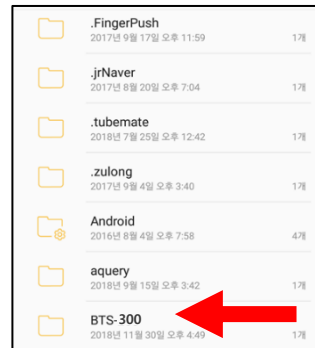 .FingerPush
2017년 9월 17일 오후 11:59 1개
.jrNaver
2017년 8월 20일 오후 7:04 1개
.tubemate
2018년 7월 25일 오후 12:42 1개
.zulong
2017년 9월 4일 오후 3:40 1개
Android
2016년 8월 4일 오후 7:58 4개
aquery
2018년 9월 15일 오후 3:42 1개
BTS-300
2018년 11월 30일 오후 4:49 1개